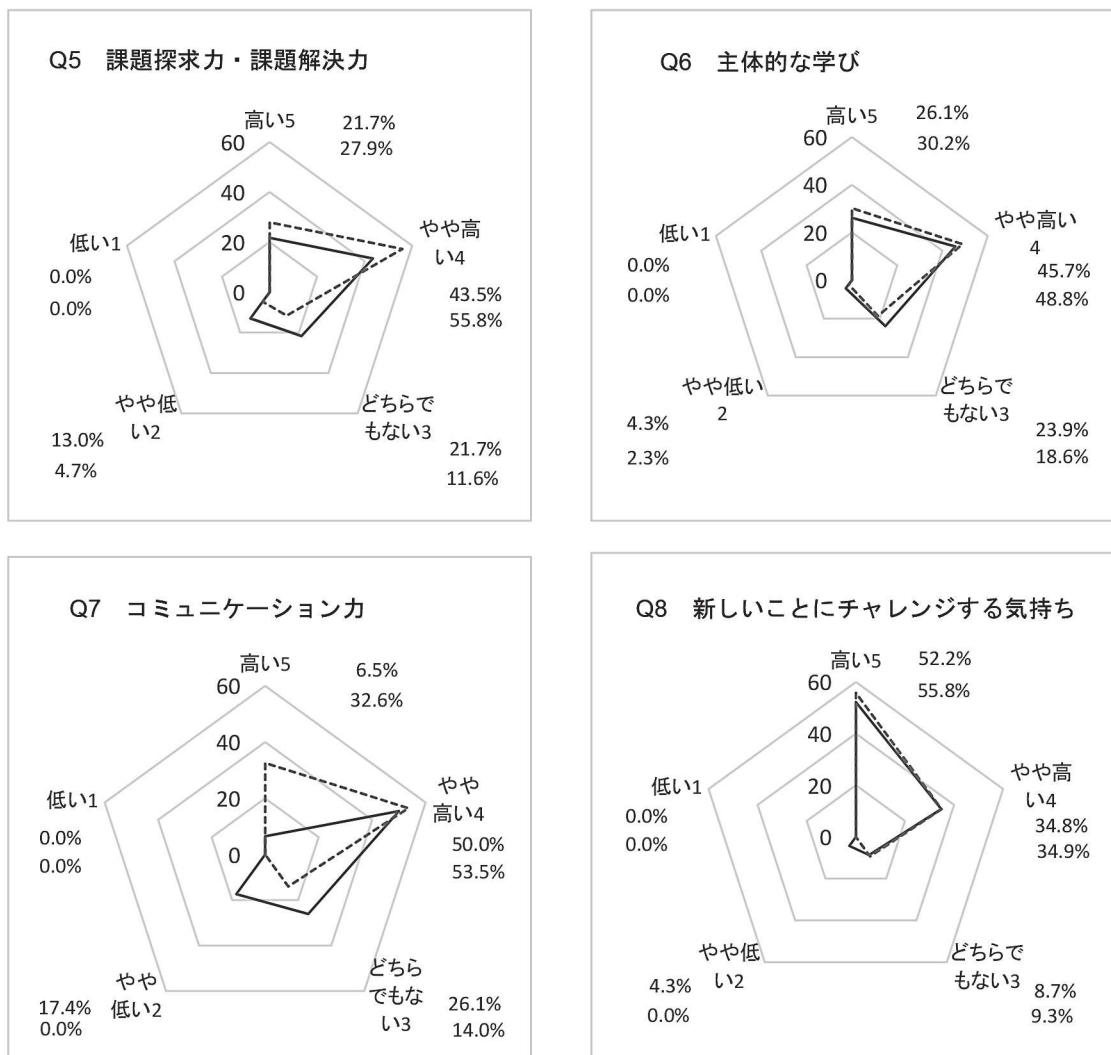 Q5 課題探求力・課題解決力
高い5
21.7%
27.9%
60
40
20
0
やや高
い4
43.5%
55.8%
どちらで
もない3
21.7%
11.6%
やや低
い2
13.0%
4.7%
低い1
0.0%
0.0%
Q6 主体的な学び
高い5
26.1%
30.2%
60
40
20
0
やや高い
4
45.7%
48.8%
どちらで
もない3
23.9%
18.6%
やや低い
2
4.3%
2.3%
低い1
0.0%
0.0%
Q7 コミュニケーション力
高い5
6.5%
32.6%
60
40
20
0
やや
高い4
50.0%
53.5%
どちら
でもな
い3
26.1%
14.0%
やや
低い2
17.4%
0.0%
低い1
0.0%
0.0%
Q8 新しいことにチャレンジする気持ち
高い5
52.2%
55.8%
60
40
20
0
やや高
い4
34.8%
34.9%
どちらで
もない3
8.7%
9.3%
やや低
い2
4.3%
0.0%
低い1
0.0%
0.0%